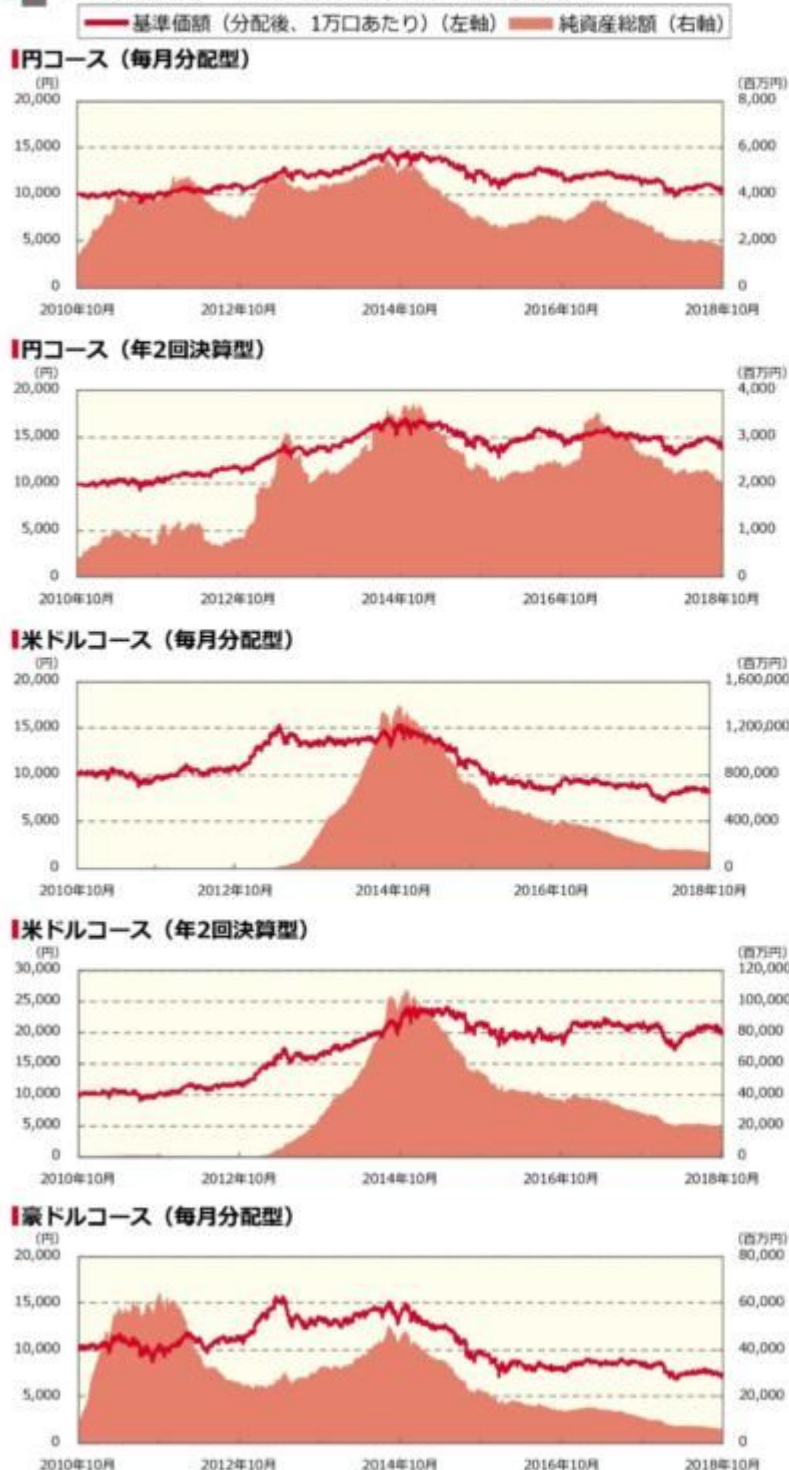 基準価額（分配後、1万口あたり）（左軸） 純資産総額（右軸）
円コース（毎月分配型）
(円) (百万円)
20,000 8,000
15,000 6,000
10,000 4,000
5,000 2,000
0 0
2010年10月 2012年10月 2014年10月 2016年10月 2018年10月
円コース（年2回決算型）
(円) (百万円)
20,000 4,000
15,000 3,000
10,000 2,000
5,000 1,000
0 0
2010年10月 2012年10月 2014年10月 2016年10月 2018年10月
米ドルコース（毎月分配型）
(円) (百万円)
20,000 1,600,000
15,000 1,200,000
10,000 800,000
5,000 400,000
0 0
2010年10月 2012年10月 2014年10月 2016年10月 2018年10月
米ドルコース（年2回決算型）
(円) (百万円)
30,000 120,000
25,000 100,000
20,000 80,000
15,000 60,000
10,000 40,000
5,000 20,000
0 0
2010年10月 2012年10月 2014年10月 2016年10月 2018年10月
豪ドルコース（毎月分配型）
(円) (百万円)
20,000 80,000
15,000 60,000
10,000 40,000
5,000 20,000
0 0
2010年10月 2012年10月 2014年10月 2016年10月 2018年10月